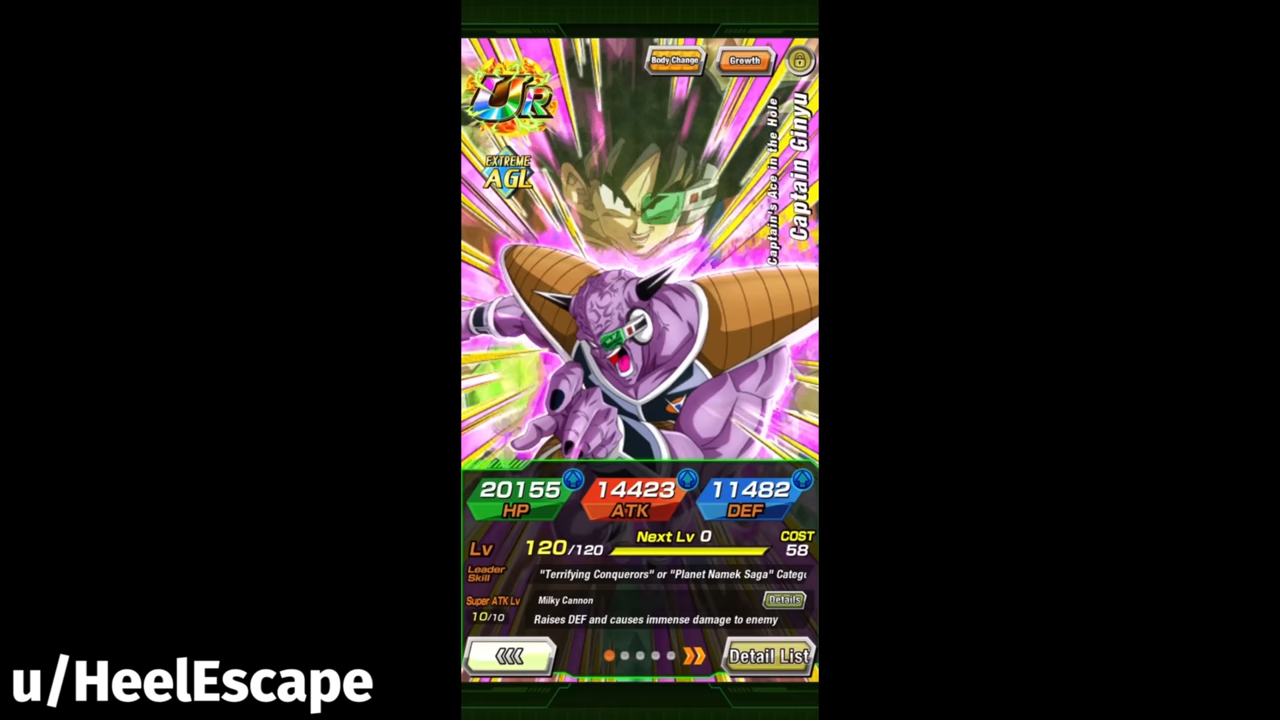 Body Change
Growth
UR
EXTREME
AGL
Captain's Ace in the Hole
Captain Ginyu
20155
HP
14423
ATK
11482
DEF
Lv 120/120
Next Lv 0
COST
58
Leader
Skill
"Terrifying Conquerors" or "Planet Namek Saga" Catego
Super ATK Lv
10/10
Milky Cannon
Details
Raises DEF and causes immense damage to enemy
Detail List
u/HeelEscape